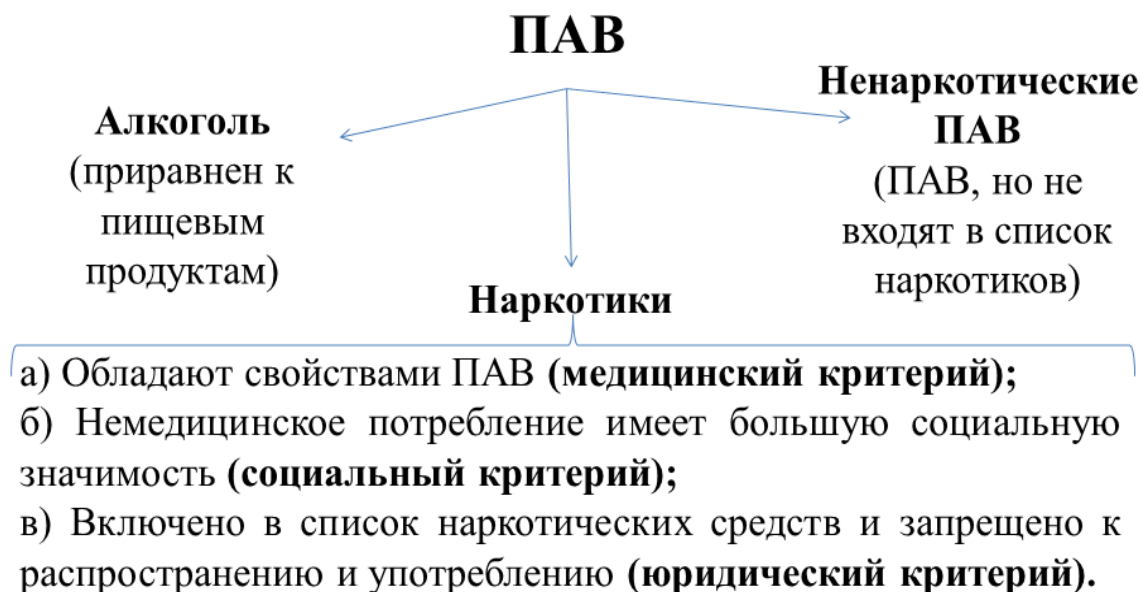 ПАВ
Алкоголь
(приравнен к
пищевым
продуктам)
Ненаркотические
ПАВ
(ПАВ, но не
входят в список
наркотиков)
Наркотики
а) Обладают свойствами ПАВ (медицинский критерий);
б) Немедицинское потребление имеет большую социальную
значимость (социальный критерий);
в) Включено в список наркотических средств и запрещено к
распространению и употреблению (юридический критерий).